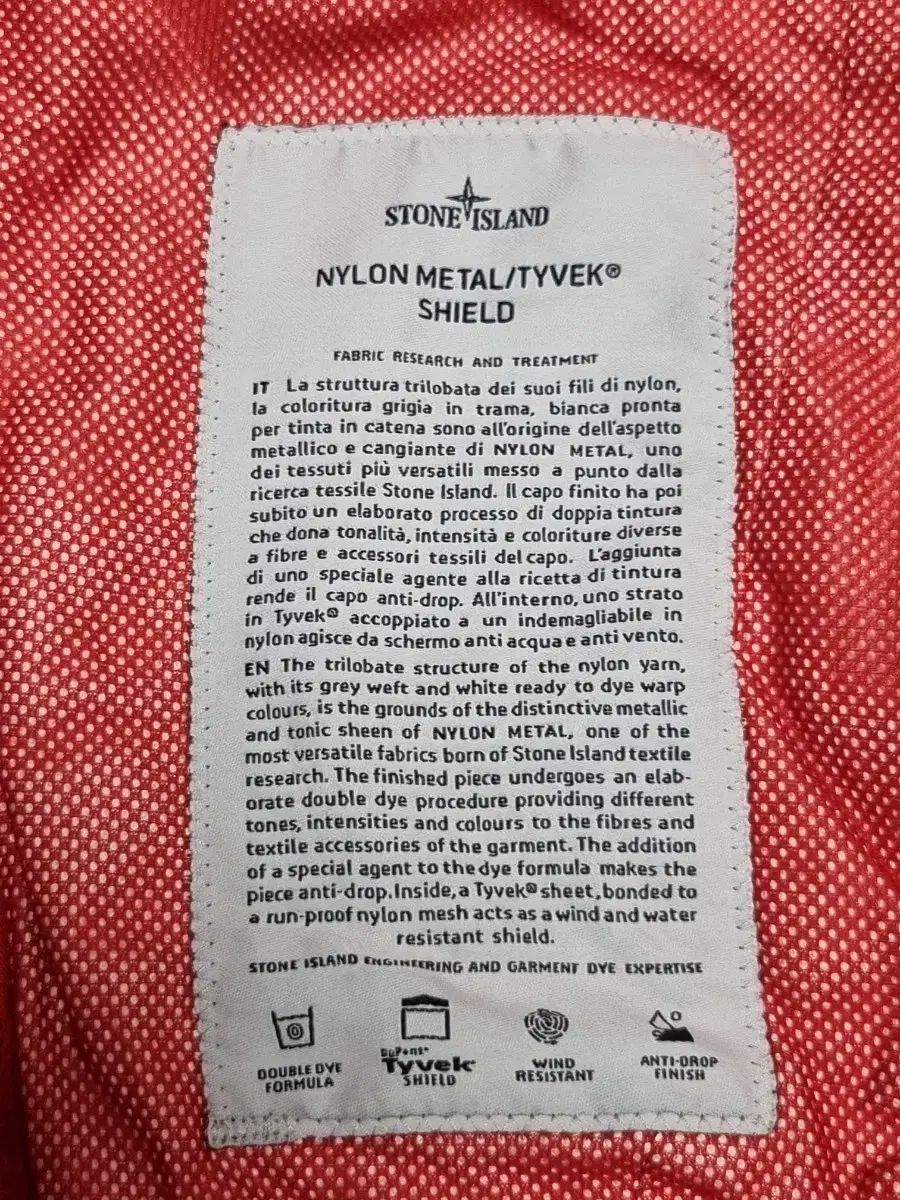 STONE ISLAND
NYLON METAL/TYVEK®
SHIELD
FABRIC RESEARCH AND TREATMENT
IT La struttura trilobata dei suoi fili di nylon,
la coloritura grigia in trama, bianca pronta
per tinta in catena sono all'origine dell'aspetto
metallico e cangiante di NYLON METAL, uno
dei tessuti più versatili messo a punto dalla
ricerca tessile Stone Island. Il capo finito ha poi
subito un elaborato processo di doppia tintura
che dona tonalità, intensità e coloriture diverse
a fibre e accessori tessili del capo. L'aggiunta
di uno speciale agente alla ricetta di tintura
rende il capo anti-drop. All'interno, uno strato
in Tyvek® accoppiato a un indemagliabile in
nylon agisce da schermo anti acqua e anti vento.
EN The trilobate structure of the nylon yarn,
with its grey weft and white ready to dye warp
colours, is the grounds of the distinctive metallic
and tonic sheen of NYLON METAL, one of the
most versatile fabrics born of Stone Island textile
research. The finished piece undergoes an elab-
orate double dye procedure providing different
tones, intensities and colours to the fibres and
textile accessories of the garment. The addition
of a special agent to the dye formula makes the
piece anti-drop. Inside, a Tyvek® sheet, bonded to
a run-proof nylon mesh acts as a wind and water
resistant shield.
STONE ISLAND ENGINEERING AND GARMENT DYE EXPERTISE
DOUBLE DYE
FORMULA
DuPont™
Tyvek
SHIELD
WIND
RESISTANT
ANTI-DROP
FINISH